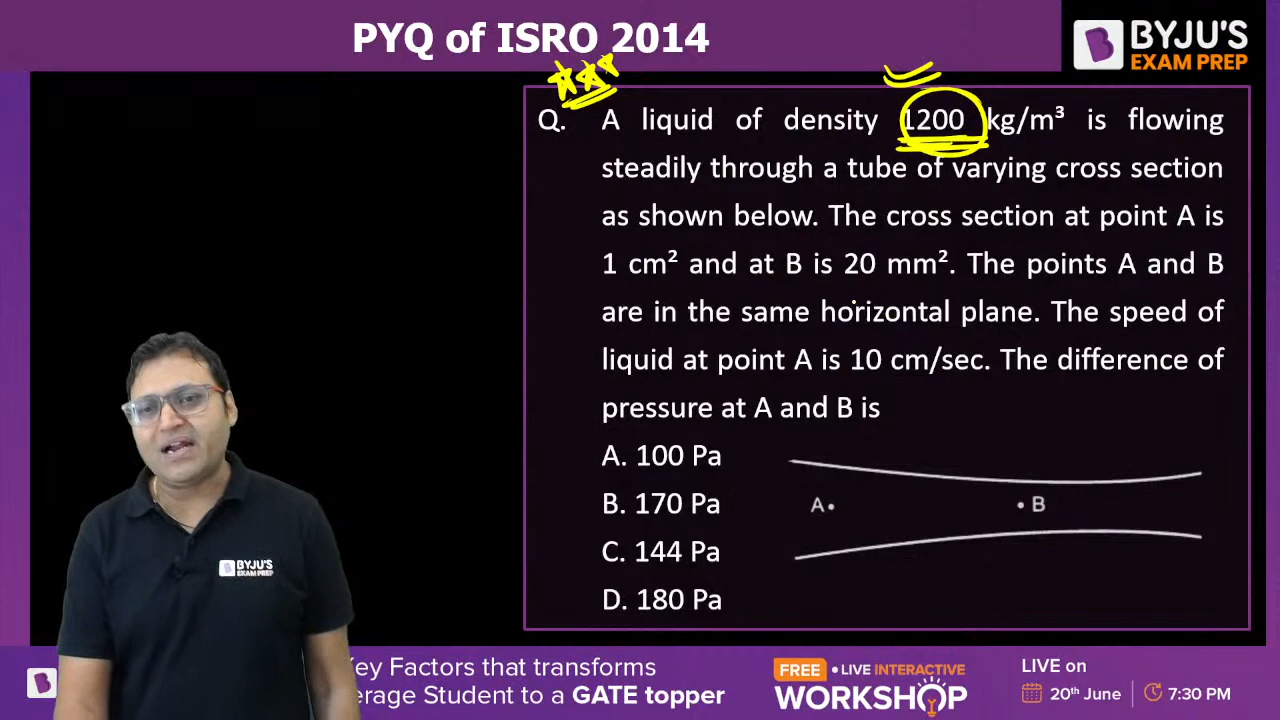 PYQ of ISRO 2014
BYJU'S
EXAM PREP
Q. A liquid of density 1200 kg/m³ is flowing
steadily through a tube of varying cross section
as shown below. The cross section at point A is
1 cm² and at B is 20 mm². The points A and B
are in the same horizontal plane. The speed of
liquid at point A is 10 cm/sec. The difference of
pressure at A and B is
A. 100 Pa
B. 170 Pa
C. 144 Pa
D. 180 Pa
A
B
BYJU'S
EXAM PREP
Key Factors that transforms
erage Student to a GATE topper
FREE • LIVE INTERACTIVE
WORKSHOP
LIVE on
20th June
7:30 PM